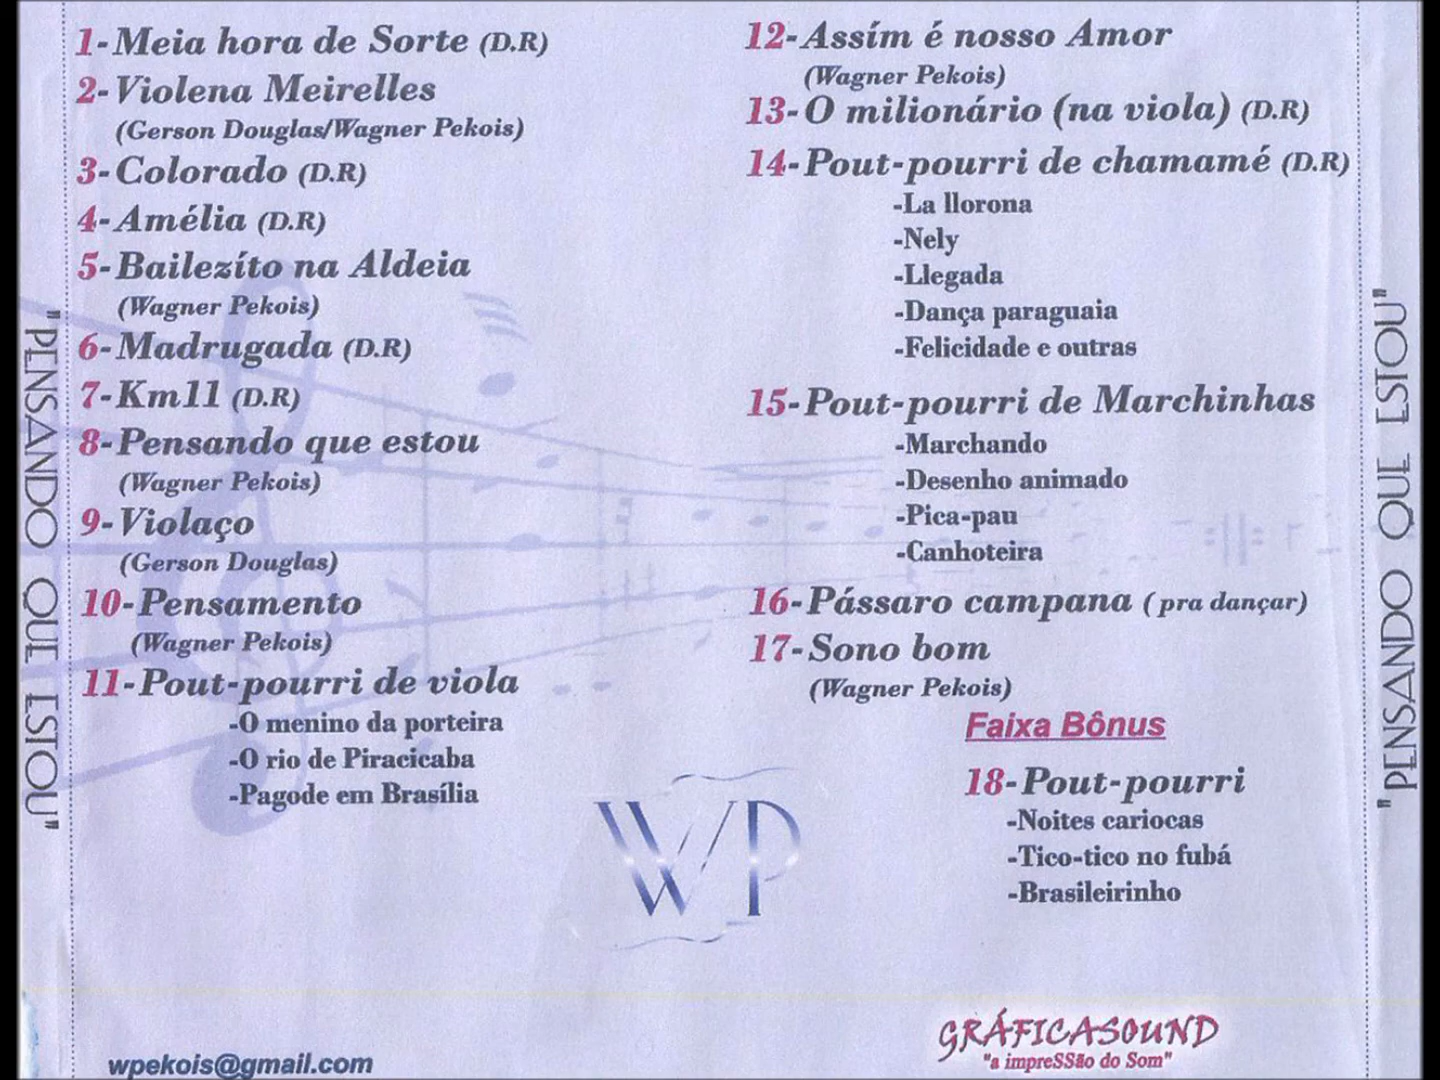 "PENSANDO QUE ESTOU"
1-Meia hora de Sorte (D.R)
2-Violena Meirelles
(Gerson Douglas/Wagner Pekois)
3-Colorado (D.R)
4-Amélia (D.R)
5-Bailezíto na Aldeia
(Wagner Pekois)
6-Madrugada (D.R)
7-Km11 (D.R)
8-Pensando que estou
(Wagner Pekois)
9-Violaço
(Gerson Douglas)
10-Pensamento
(Wagner Pekois)
11-Pout-pourri de viola
-O menino da porteira
-O rio de Piracicaba
-Pagode em Brasília
12-Assím é nosso Amor
(Wagner Pekois)
13-O milionário (na viola) (D.R)
14-Pout-pourri de chamamé (D.R)
-La llorona
-Nely
-Llegada
-Dança paraguaia
-Felicidade e outras
15-Pout-pourri de Marchinhas
-Marchando
-Desenho animado
-Pica-pau
-Canhoteira
16-Pássaro campana (pra dançar)
17-Sono bom
(Wagner Pekois)
Faixa Bônus
18-Pout-pourri
-Noites cariocas
-Tico-tico no fubá
-Brasileirinho
WP
wpekois@gmail.com
GRÁFICASOUND
"a impreSSão do Som"
"PENSANDO QUE ESTOU"